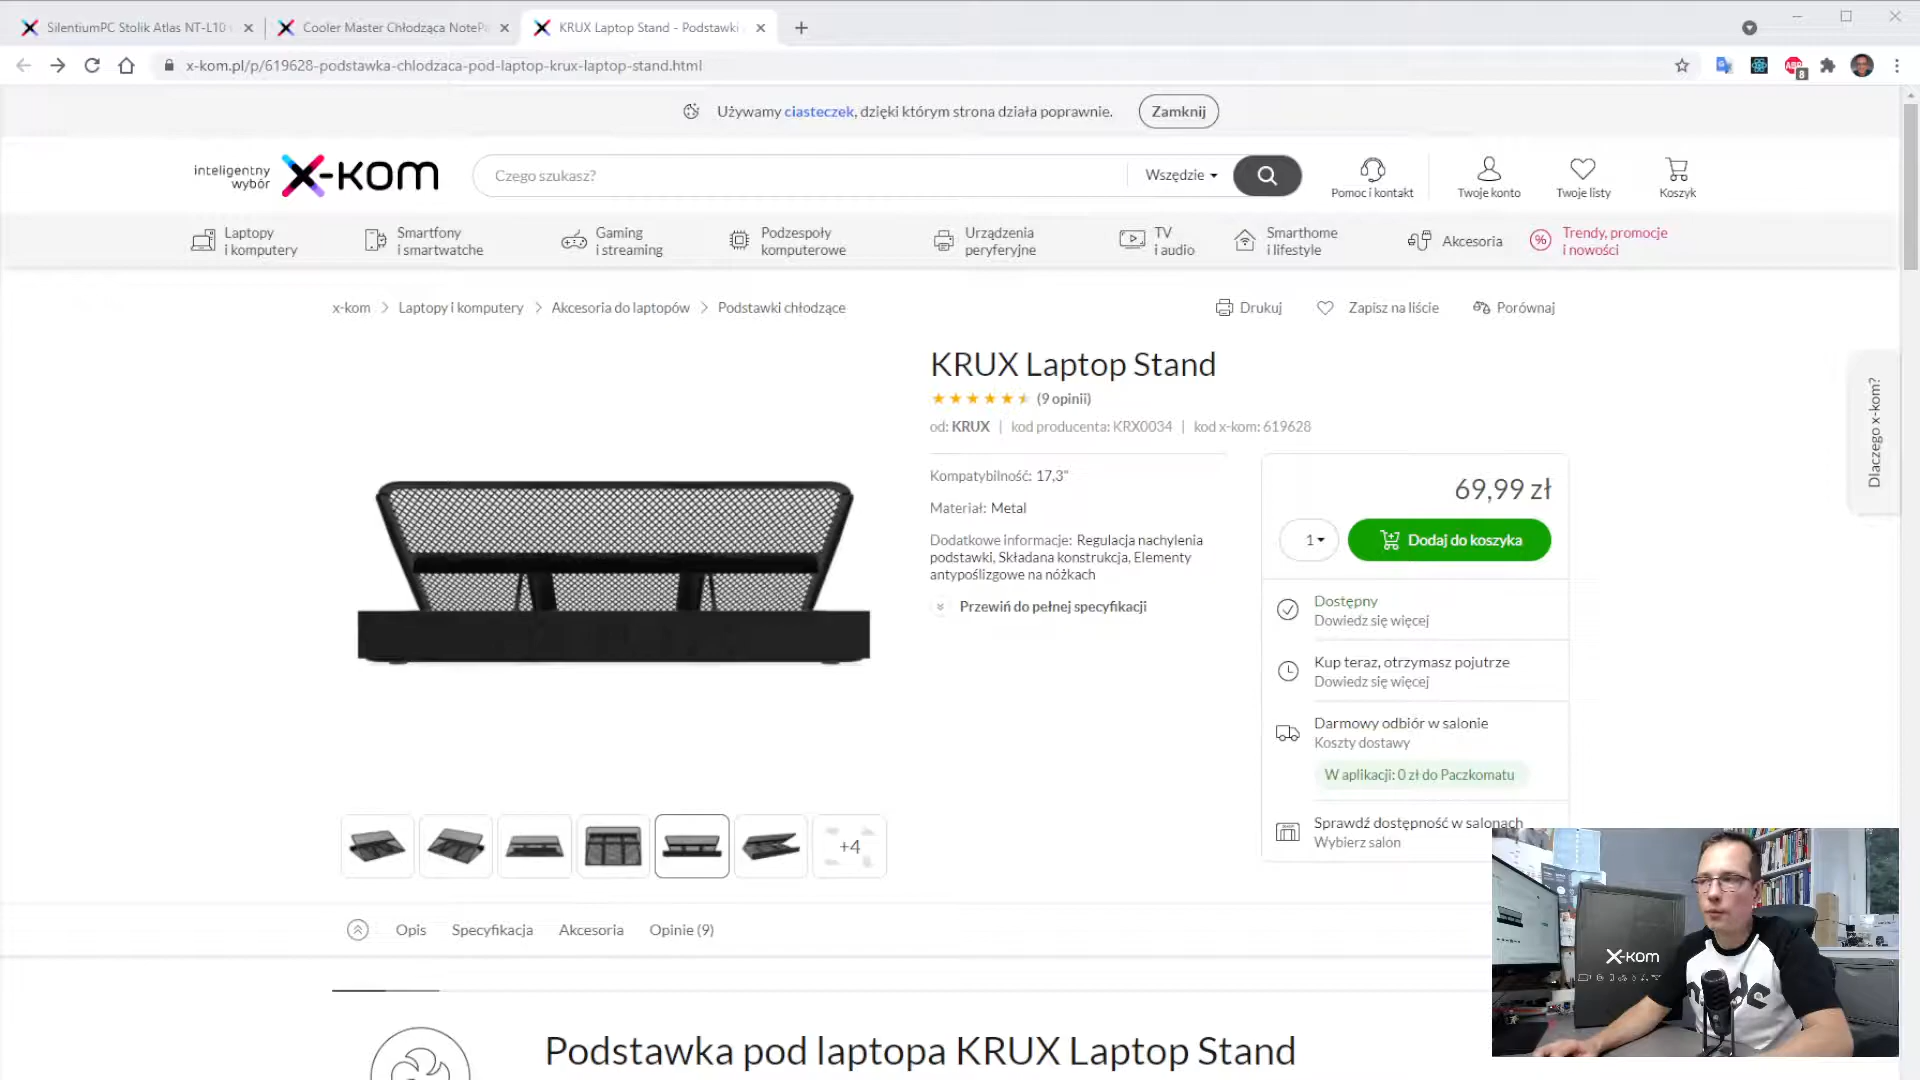 SilentiumPC Stolik Atlas NT-L10
Cooler Master Chłodząca NoteP
KRUX Laptop Stand - Podstawki
x-kom.pl/p/619628-podstawka-chlodzaca-pod-laptop-krux-laptop-stand.html
ABP
8
Używamy ciasteczek, dzięki którym strona działa poprawnie.
Zamknij
inteligentny
wybór
x-kom
Czego szukasz?
Wszędzie
Pomoc i kontakt
Twoje konto
Twoje listy
Koszyk
Laptopy
i komputery
Smartfony
i smartwatche
Gaming
i streaming
Podzespoły
komputerowe
Urządzenia
peryferyjne
TV
i audio
Smarthome
i lifestyle
Akcesoria
%
Trendy, promocje
i nowości
x-kom > Laptopy i komputery > Akcesoria do laptopów > Podstawki chłodzące
Drukuj
Zapisz na liście
Porównaj
KRUX Laptop Stand
(9 opinii)
od: KRUX | kod producenta: KRX0034 | kod x-kom: 619628
Kompatybilność: 17,3"
Materiał: Metal
Dodatkowe informacje: Regulacja nachylenia
podstawki, Składana konstrukcja, Elementy
antypoślizgowe na nóżkach
Przewiń do pełnej specyfikacji
69,99 zł
1
Dodaj do koszyka
Dostępny
Dowiedz się więcej
Kup teraz, otrzymasz pojutrze
Dowiedz się więcej
Darmowy odbiór w salonie
Koszty dostawy
W aplikacji: 0 zł do Paczkomatu
Sprawdź dostępność w salonach
Wybierz salon
Dlaczego x-kom?
+4
Opis
Specyfikacja
Akcesoria
Opinie (9)
Podstawka pod laptopa KRUX Laptop Stand
x-kom